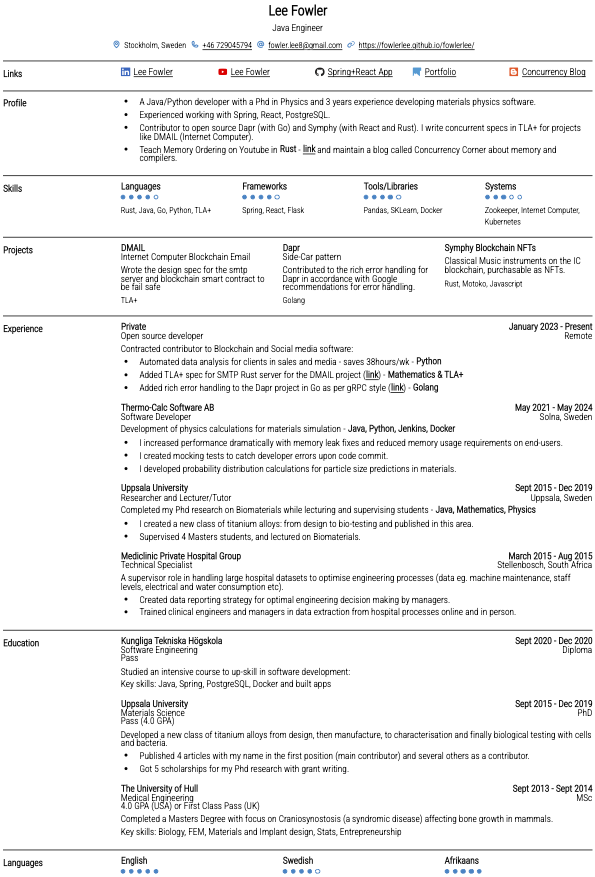 Lee Fowler
Java Engineer
Stockholm, Sweden +46 729045794 fowler.lee8@gmail.com https://fowlerlee.github.io/fowlerlee/
Links
Lee Fowler Lee Fowler Spring+React App Portfolio Concurrency Blog
Profile
• A Java/Python developer with a Phd in Physics and 3 years experience developing materials physics software.
• Experienced working with Spring, React, PostgreSQL.
• Contributor to open source Dapr (with Go) and Symphy (with React and Rust). I write concurrent specs in TLA+ for projects
like DMAIL (Internet Computer).
• Teach Memory Ordering on Youtube in Rust - link and maintain a blog called Concurrency Corner about memory and
compilers.
Skills
Languages
Rust, Java, Go, Python, TLA+
Frameworks
Spring, React, Flask
Tools/Libraries
Pandas, SKLearn, Docker
Systems
Zookeeper, Internet Computer,
Kubernetes
Projects
DMAIL
Internet Computer Blockchain Email
Wrote the design spec for the smtp
server and blockchain smart contract to
be fail safe
TLA+
Dapr
Side-Car pattern
Contributed to the rich error handling for
Dapr in accordance with Google
recommendations for error handling.
Golang
Symphy Blockchain NFTs
Classical Music instruments on the IC
blockchain, purchasable as NFTs.
Rust, Motoko, Javascript
Experience
Private January 2023 - Present
Open source developer Remote
Contracted contributor to Blockchain and Social media software:
• Automated data analysis for clients in sales and media - saves 38hours/wk - Python
• Added TLA+ spec for SMTP Rust server for the DMAIL project (link) - Mathematics & TLA+
• Added rich error handling to the Dapr project in Go as per gRPC style (link) - Golang
Thermo-Calc Software AB May 2021 - May 2024
Software Developer Solna, Sweden
Development of physics calculations for materials simulation - Java, Python, Jenkins, Docker
• I increased performance dramatically with memory leak fixes and reduced memory usage requirements on end-users.
• I created mocking tests to catch developer errors upon code commit.
• I developed probability distribution calculations for particle size predictions in materials.
Uppsala University Sept 2015 - Dec 2019
Researcher and Lecturer/Tutor Uppsala, Sweden
Completed my Phd research on Biomaterials while lecturing and supervising students - Java, Mathematics, Physics
• I created a new class of titanium alloys: from design to bio-testing and published in this area.
• Supervised 4 Masters students, and lectured on Biomaterials.
Mediclinic Private Hospital Group March 2015 - Aug 2015
Technical Specialist Stellenbosch, South Africa
A supervisor role in handling large hospital datasets to optimise engineering processes (data eg. machine maintenance, staff
levels, electrical and water consumption etc).
• Created data reporting strategy for optimal engineering decision making by managers.
• Trained clinical engineers and managers in data extraction from hospital processes online and in person.
Education
Kungliga Tekniska Högskola Sept 2020 - Dec 2020
Software Engineering Diploma
Pass
Studied an intensive course to up-skill in software development:
Key skills: Java, Spring, PostgreSQL, Docker and built apps
Uppsala University Sept 2015 - Dec 2019
Materials Science PhD
Pass (4.0 GPA)
Developed a new class of titanium alloys from design, then manufacture, to characterisation and finally biological testing with cells
and bacteria.
• Published 4 articles with my name in the first position (main contributor) and several others as a contributor.
• Got 5 scholarships for my Phd research with grant writing.
The University of Hull Sept 2013 - Sept 2014
Medical Engineering MSc
4.0 GPA (USA) or First Class Pass (UK)
Completed a Masters Degree with focus on Craniosynostosis (a syndromic disease) affecting bone growth in mammals.
Key skills: Biology, FEM, Materials and Implant design, Stats, Entrepreneurship
Languages
English Swedish Afrikaans